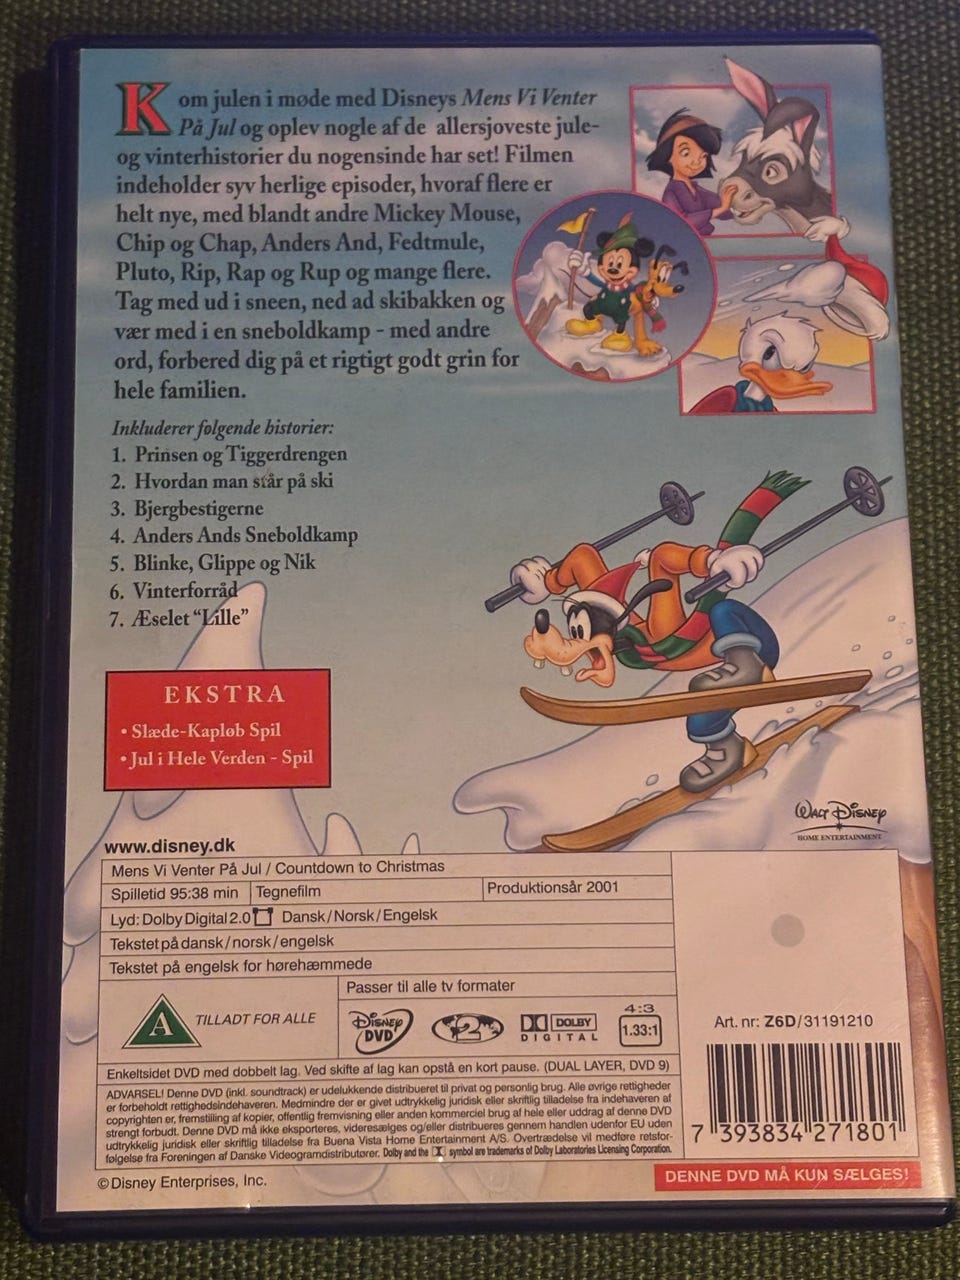 Kom julen i møde med Disneys Mens Vi Venter
På Jul og oplev nogle af de allersjoveste jule-
og vinterhistorier du nogensinde har set! Filmen
indeholder syv herlige episoder, hvoraf flere er
helt nye, med blandt andre Mickey Mouse,
Chip og Chap, Anders And, Fedtmule,
Pluto, Rip, Rap og Rup og mange flere.
Tag med ud i sneen, ned ad skibakken og
vær med i en sneboldkamp - med andre
ord, forbered dig på et rigtigt godt grin for
hele familien.
Inkluderer følgende historier:
1. Prinsen og Tiggerdrengen
2. Hvordan man står på ski
3. Bjergbestigerne
4. Anders Ands Sneboldkamp
5. Blinke, Glippe og Nik
6. Vinterforråd
7. Æselet “Lille”
EKSTRA
• Slæde-Kapløb Spil
• Jul i Hele Verden - Spil
WALT DISNEY
HOME ENTERTAINMENT
www.disney.dk
Mens Vi Venter På Jul / Countdown to Christmas
Spilletid 95:38 min Tegnefilm Produktionsår 2001
Lyd: Dolby Digital 2.0 Dansk/Norsk/Engelsk
Tekstet på dansk/norsk/engelsk
Tekstet på engelsk for hørehæmmede
Passer til alle tv formater
A TILLADT FOR ALLE
DISNEY DVD
2
DOLBY DIGITAL
4:3
1.33:1
Art. nr: Z6D/31191210
Enkeltsidet DVD med dobbelt lag. Ved skifte af lag kan opstå en kort pause. (DUAL LAYER, DVD 9)
ADVARSEL! Denne DVD (inkl. soundtrack) er udelukkende distribueret til privat og personlig brug. Alle øvrige rettigheder
er forbeholdt rettighedsindehaveren. Medmindre der er givet udtrykkelig juridisk eller skriftlig tilladelse fra indehaveren af
copyrighten er, fremstilling af kopier, offentlig fremvisning eller anden kommerciel brug af hele eller uddrag af denne DVD
strengt forbudt. Denne DVD må ikke eksporteres, videresælges og/eller distribueres gennem handlen udenfor EU uden
udtrykkelig juridisk eller skriftlig tilladelse fra Buena Vista Home Entertainment A/S. Overtrædelse vil medføre retsfor-
følgelse fra Foreningen af Danske Videogramdistributører. Dolby and the symbol are trademarks of Dolby Laboratories Licensing Corporation.
7 393834 271801
© Disney Enterprises, Inc.
DENNE DVD MÅ KUN SÆLGES!